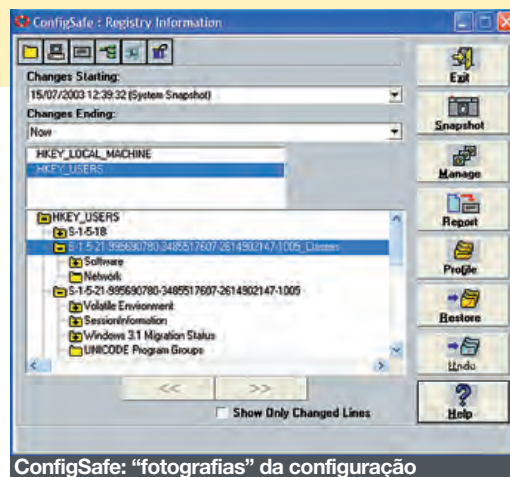 ConfigSafe : Registry Information
Changes Starting:
15/07/2003 12:39:32 (System Snapshot)
Changes Ending:
Now
HKEY_LOCAL_MACHINE
HKEY_USERS
HKEY_USERS
S-1-5-18
S-1-5-21-995690780-3485517607-2614902147-1005_Classes
Software
Network
S-1-5-21-995690780-3485517607-2614902147-1005
Volatile Environment
SessionInformation
Windows 3.1 Migration Status
UNICODE Program Groups
<< >>
Show Only Changed Lines
Exit
Snapshot
Manage
Report
Profile
Restore
Undo
Help
ConfigSafe: “fotografias” da configuração